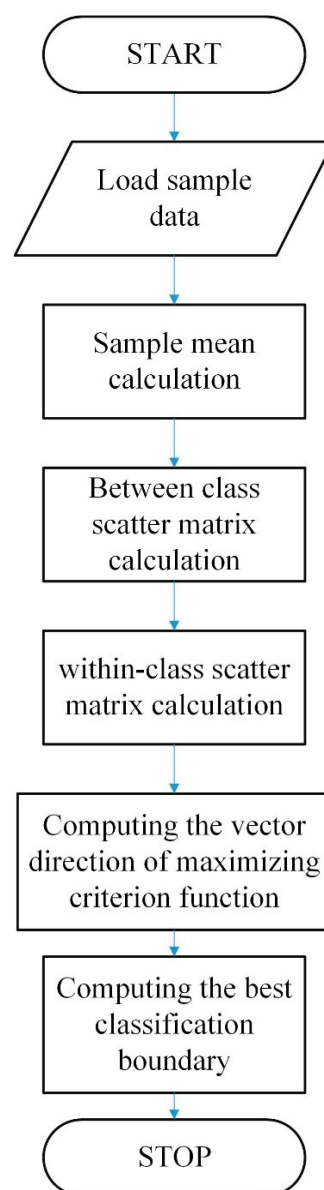 START
Load sample
data
Sample mean
calculation
Between class
scatter matrix
calculation
within-class scatter
matrix calculation
Computing the vector
direction of maximizing
criterion function
Computing the best
classification
boundary
STOP